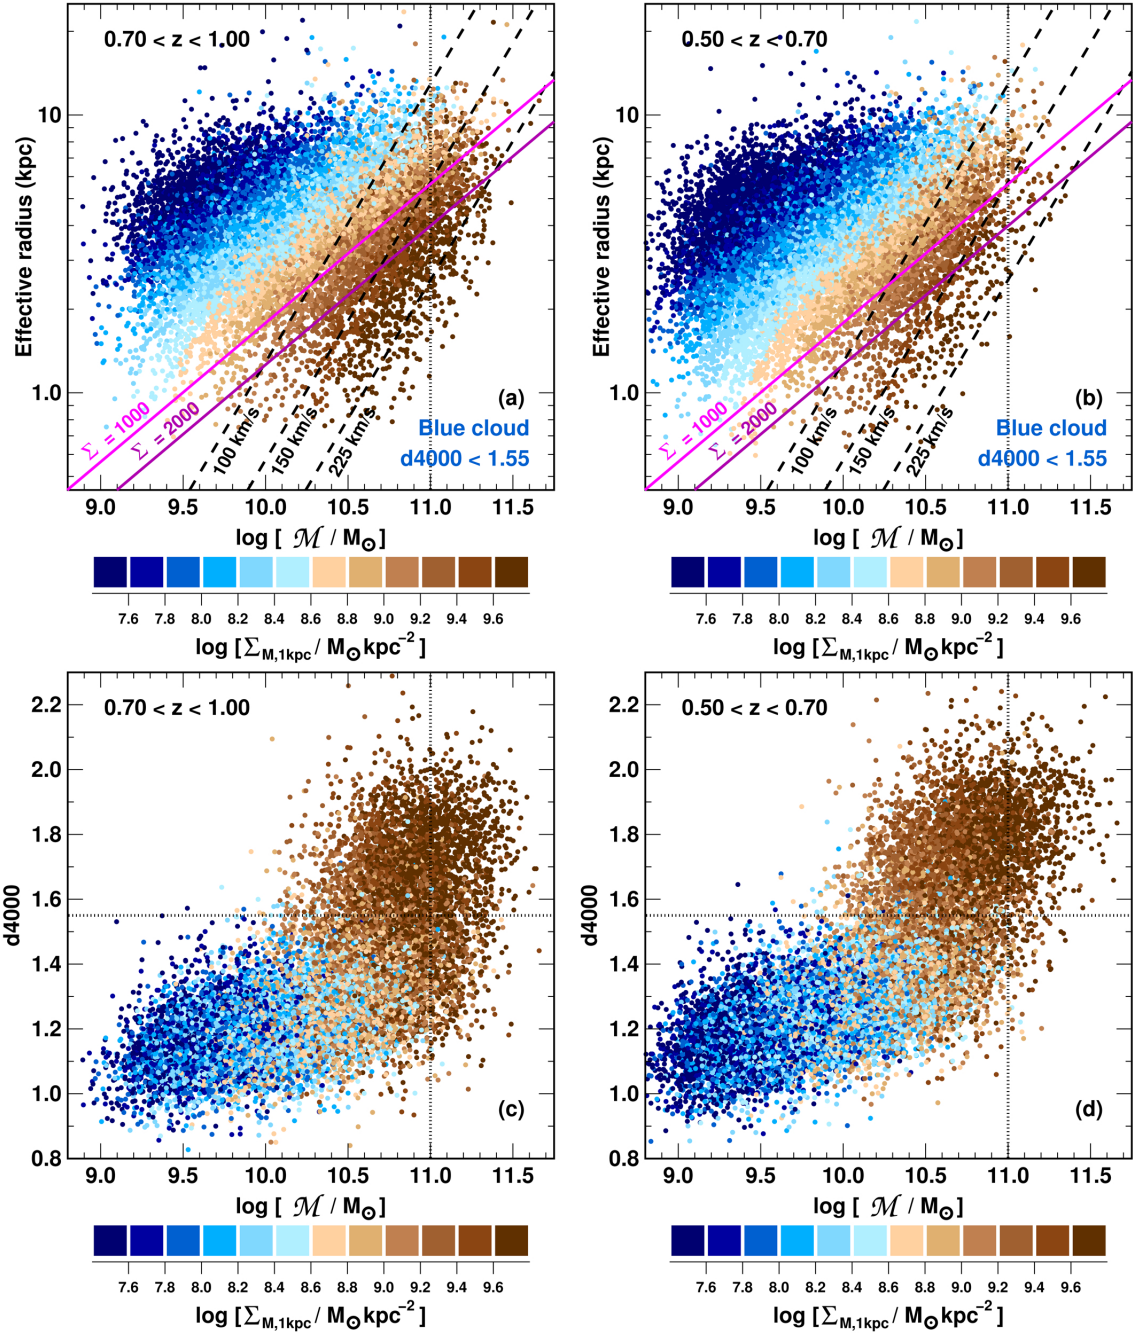 0.70 < z < 1.00
10
1.0
Effective radius (kpc)
Σ = 1000
Σ = 2000
100 km/s
150 km/s
225 km/s
(a)
Blue cloud
d4000 < 1.55
9.0 9.5 10.0 10.5 11.0 11.5
log [ ℳ / M⊙]
7.6 7.8 8.0 8.2 8.4 8.6 8.8 9.0 9.2 9.4 9.6
log [ΣM,1kpc / M⊙kpc−2 ]
0.50 < z < 0.70
10
1.0
Effective radius (kpc)
Σ = 1000
Σ = 2000
100 km/s
150 km/s
225 km/s
(b)
Blue cloud
d4000 < 1.55
9.0 9.5 10.0 10.5 11.0 11.5
log [ ℳ / M⊙]
7.6 7.8 8.0 8.2 8.4 8.6 8.8 9.0 9.2 9.4 9.6
log [ΣM,1kpc / M⊙kpc−2 ]
0.70 < z < 1.00
2.2
2.0
1.8
1.6
1.4
1.2
1.0
0.8
d4000
(c)
9.0 9.5 10.0 10.5 11.0 11.5
log [ ℳ / M⊙]
7.6 7.8 8.0 8.2 8.4 8.6 8.8 9.0 9.2 9.4 9.6
log [ΣM,1kpc / M⊙kpc−2 ]
0.50 < z < 0.70
2.2
2.0
1.8
1.6
1.4
1.2
1.0
0.8
d4000
(d)
9.0 9.5 10.0 10.5 11.0 11.5
log [ ℳ / M⊙]
7.6 7.8 8.0 8.2 8.4 8.6 8.8 9.0 9.2 9.4 9.6
log [ΣM,1kpc / M⊙kpc−2 ]